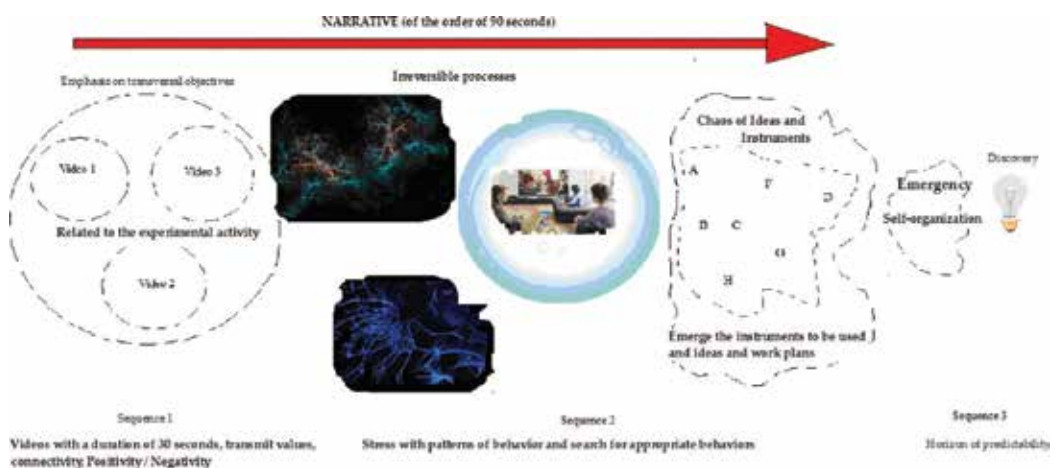 NARRATIVE (of the order of 90 seconds)
Emphasis on transversal objectives
Irreversible processes
Video 1
Video 3
Related to the experimental activity
Video 2
Chaos of Ideas and
Instruments
A
F
D
B
C
G
H
Emerge the instruments to be used
and ideas and work plans
Emergency
Self-organization
Discovery
Sequence 1
Videos with a duration of 30 seconds, transmit values,
connectivity, Positivity / Negativity
Sequence 2
Stress with patterns of behavior and search for appropriate behaviors
Sequence 3
Horizon of predictability